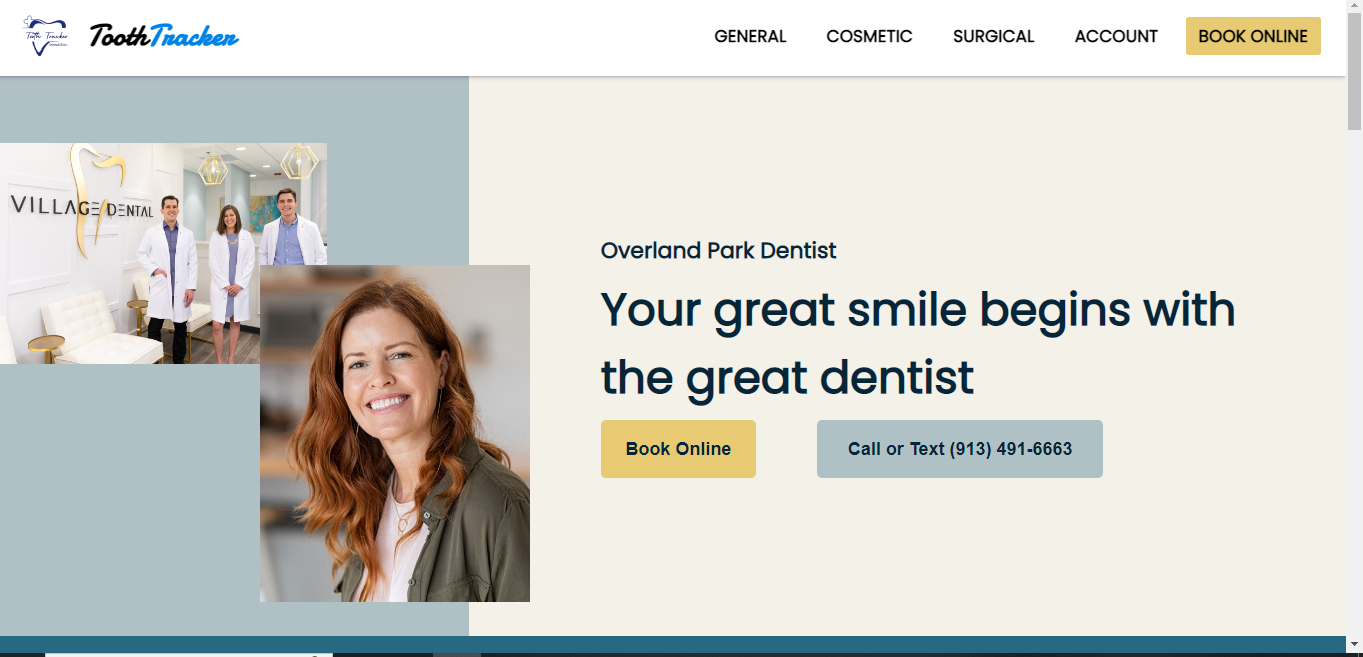 Tooth Tracker
ToothTracker
GENERAL
COSMETIC
SURGICAL
ACCOUNT
BOOK ONLINE
VILLAGE DENTAL
Overland Park Dentist
Your great smile begins with
the great dentist
Book Online
Call or Text (913) 491-6663